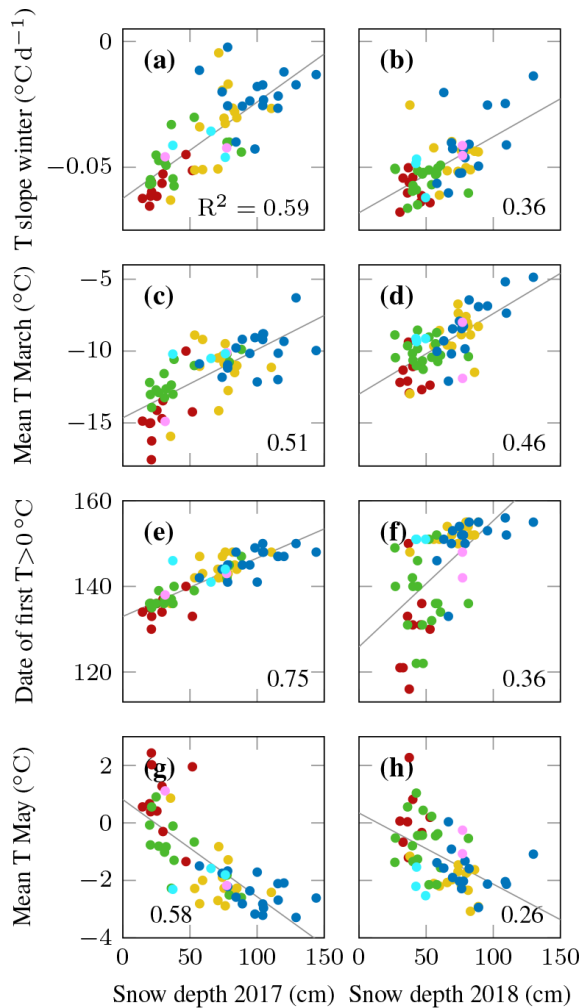 0
(a)
(b)
T slope winter (°C d⁻¹)
−0.05
R² = 0.59
0.36
−5
(c)
(d)
Mean T March (°C)
−10
−15
0.51
0.46
160
(e)
(f)
Date of first T>0 °C
140
120
0.75
0.36
2
(g)
(h)
Mean T May (°C)
0
−2
0.58
0.26
−4
0 50 100 150 0 50 100 150
Snow depth 2017 (cm) Snow depth 2018 (cm)